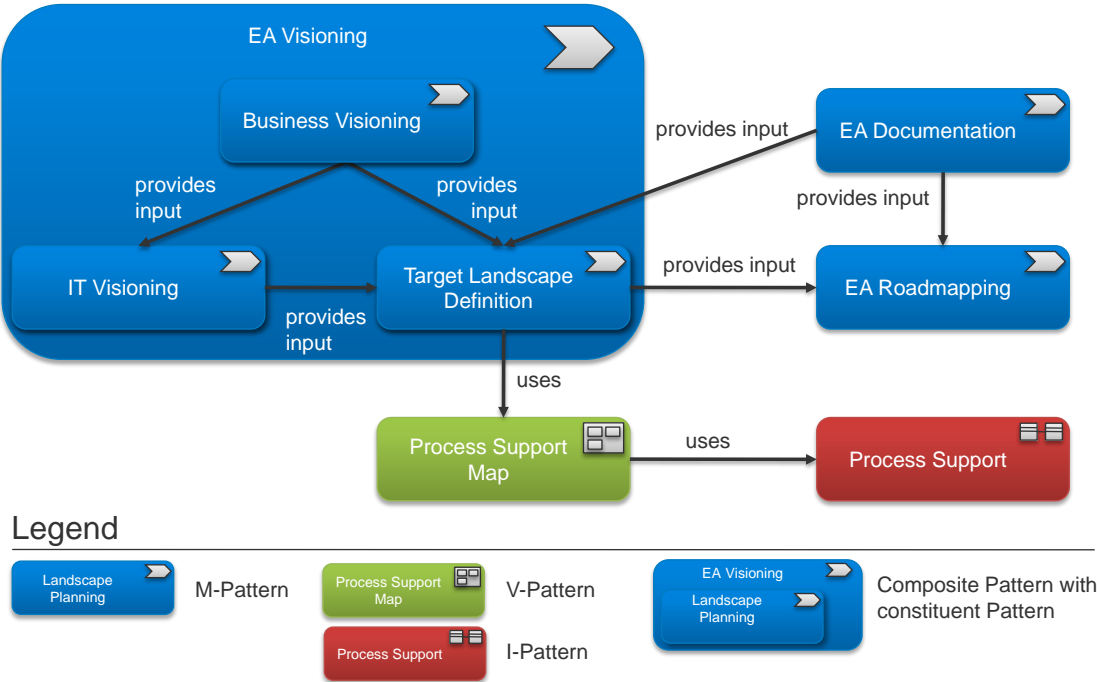 EA Visioning
Business Visioning
EA Documentation
provides input
provides
input
provides
input
provides input
IT Visioning
Target Landscape
Definition
provides input
EA Roadmapping
provides
input
uses
Process Support
Map
uses
Process Support
Legend
Landscape
Planning
M-Pattern
Process Support
Map
V-Pattern
Process Support
I-Pattern
EA Visioning
Landscape
Planning
Composite Pattern with
constituent Pattern